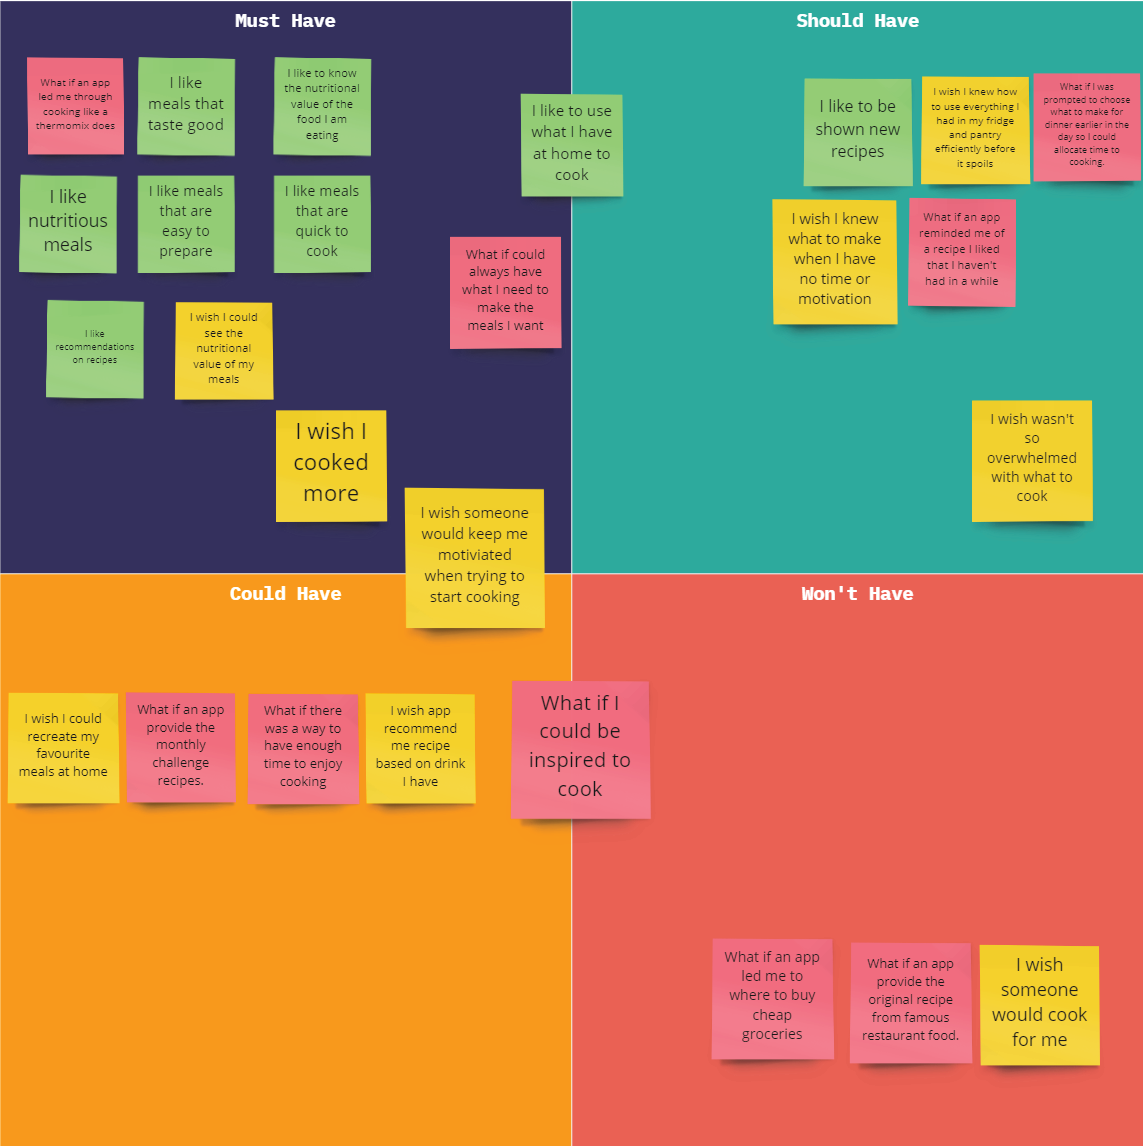 Must Have
What if an app
led me through
cooking like a
thermomix does
I like
meals that
taste good
I like to know
the nutritional
value of the
food I am
eating
I like
nutritious
meals
I like meals
that are
easy to
prepare
I like meals
that are
quick to
cook
I like
recommendations
on recipes
I wish I could
see the
nutritional
value of my
meals
I wish I
cooked
more
What if could
always have
what I need to
make the
meals I want
I like to use
what I have
at home to
cook
I wish someone
would keep me
motiviated
when trying to
start cooking
Should Have
I like to be
shown new
recipes
I wish I knew how
to use everything I
had in my fridge
and pantry
efficiently before
it spoils
What if I was
prompted to choose
what to make for
dinner earlier in the
day so I could
allocate time to
cooking.
I wish I knew
what to make
when I have
no time or
motivation
What if an app
reminded me of
a recipe I liked
that I haven't
had in a while
I wish wasn't
so
overwhelmed
with what to
cook
Could Have
I wish I could
recreate my
favourite
meals at home
What if an app
provide the
monthly
challenge
recipes.
What if there
was a way to
have enough
time to enjoy
cooking
I wish app
recommend
me recipe
based on drink
I have
What if I
could be
inspired to
cook
Won't Have
What if an app
led me to
where to buy
cheap
groceries
What if an app
provide the
original recipe
from famous
restaurant food.
I wish
someone
would cook
for me